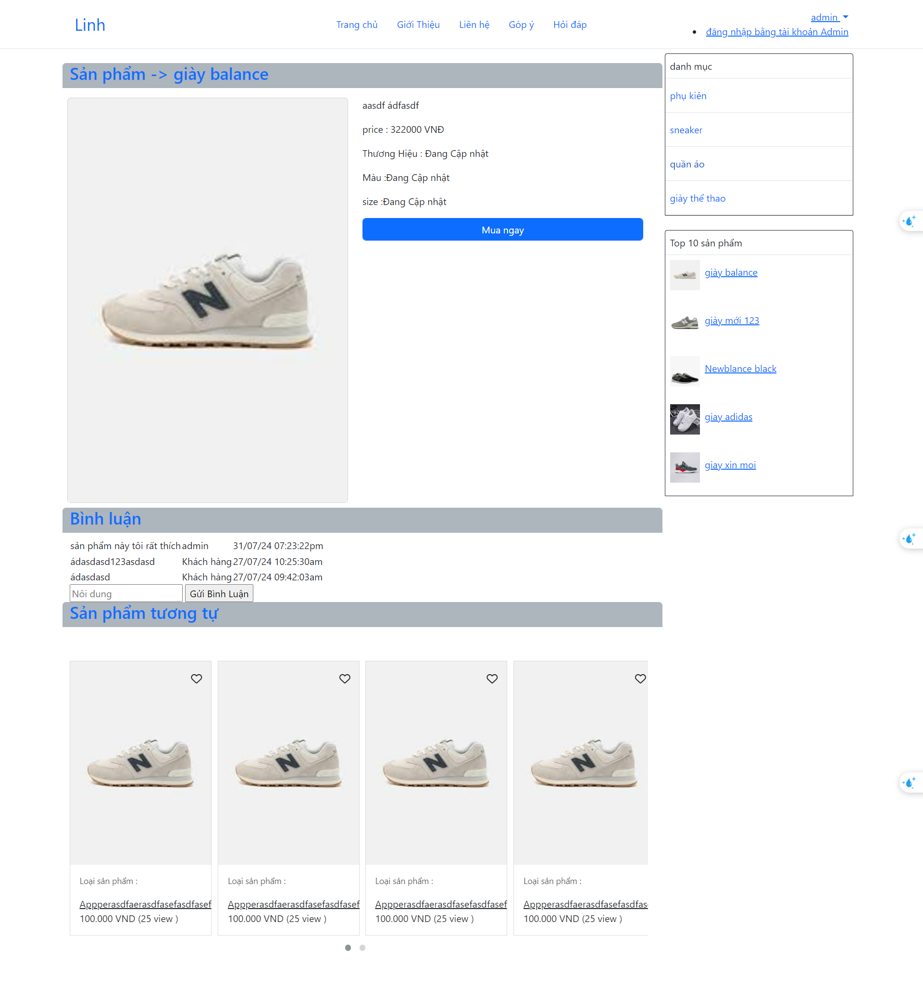 Linh
Trang chủ Giới Thiệu Liên hệ Góp ý Hỏi đáp
admin
đăng nhập bằng tài khoản Admin
Sản phẩm -> giày balance
aasdf ádfasdf
price : 322000 VNĐ
Thương Hiệu : Đang Cập nhật
Màu :Đang Cập nhật
size :Đang Cập nhật
Mua ngay
danh mục
phụ kiên
sneaker
quần áo
giày thể thao
Top 10 sản phẩm
giày balance
giày mới 123
Newblance black
giay adidas
giay xin moi
Bình luận
sản phẩm này tôi rất thích admin 31/07/24 07:23:22pm
ádasdasd123asdasd Khách hàng 27/07/24 10:25:30am
ádasdasd Khách hàng 27/07/24 09:42:03am
Nôi dung Gửi Bình Luận
Sản phẩm tương tự
Loại sản phẩm :
Appperasdfaerasdfasefasdfasef
100.000 VND (25 view )
Loại sản phẩm :
Appperasdfaerasdfasefasdfasef
100.000 VND (25 view )
Loại sản phẩm :
Appperasdfaerasdfasefasdfasef
100.000 VND (25 view )
Loại sản phẩm :
Appperasdfaerasdfasefasdfas
100.000 VND (25 view )